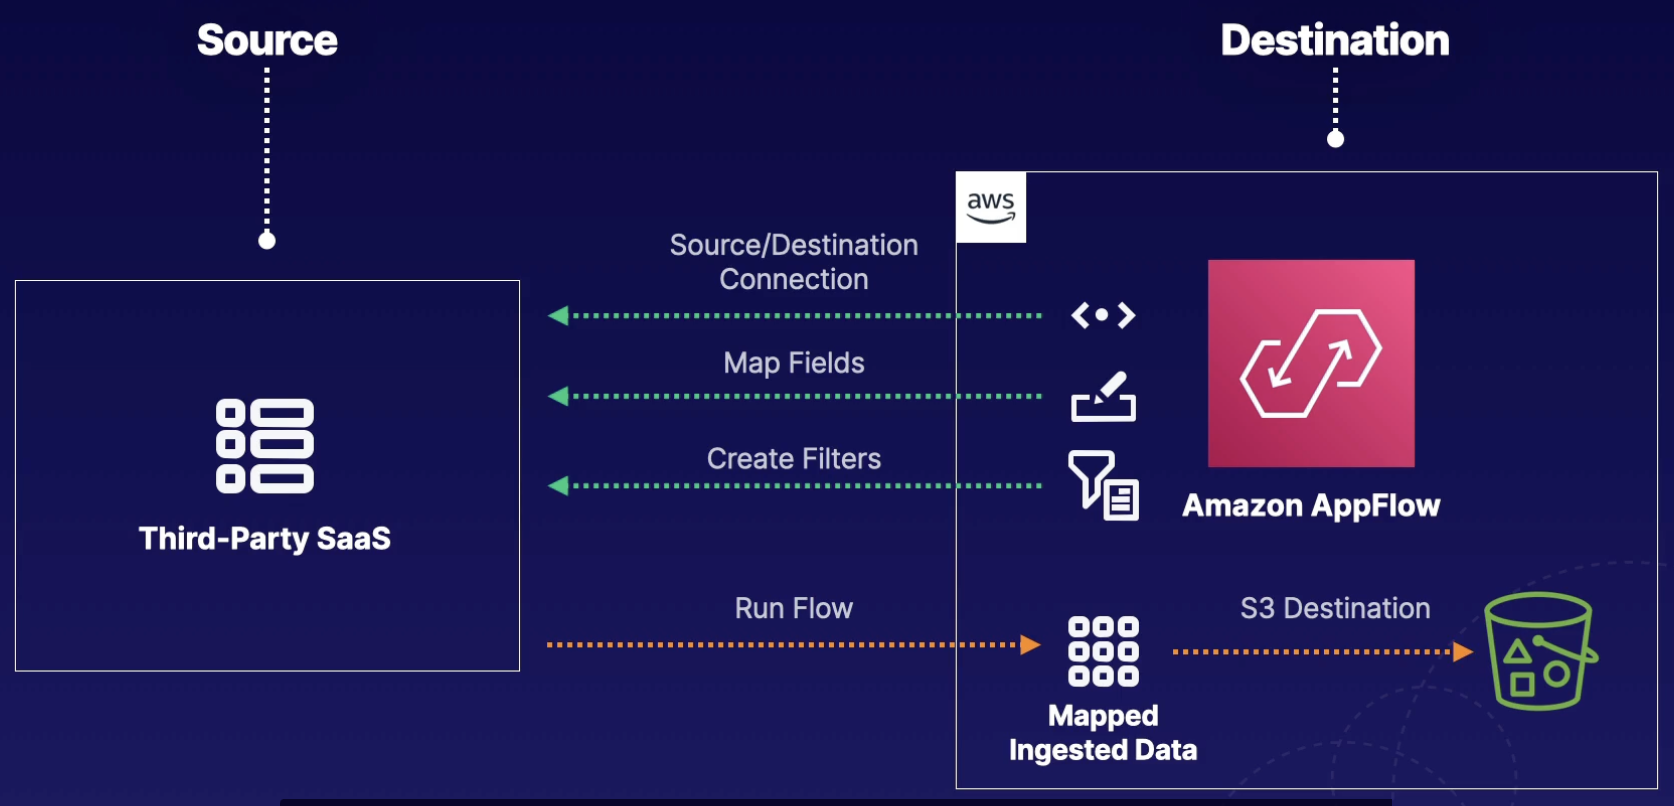 Source
Destination
aws
Source/Destination
Connection
Map Fields
Create Filters
Amazon AppFlow
Third-Party SaaS
Run Flow
S3 Destination
Mapped
Ingested Data